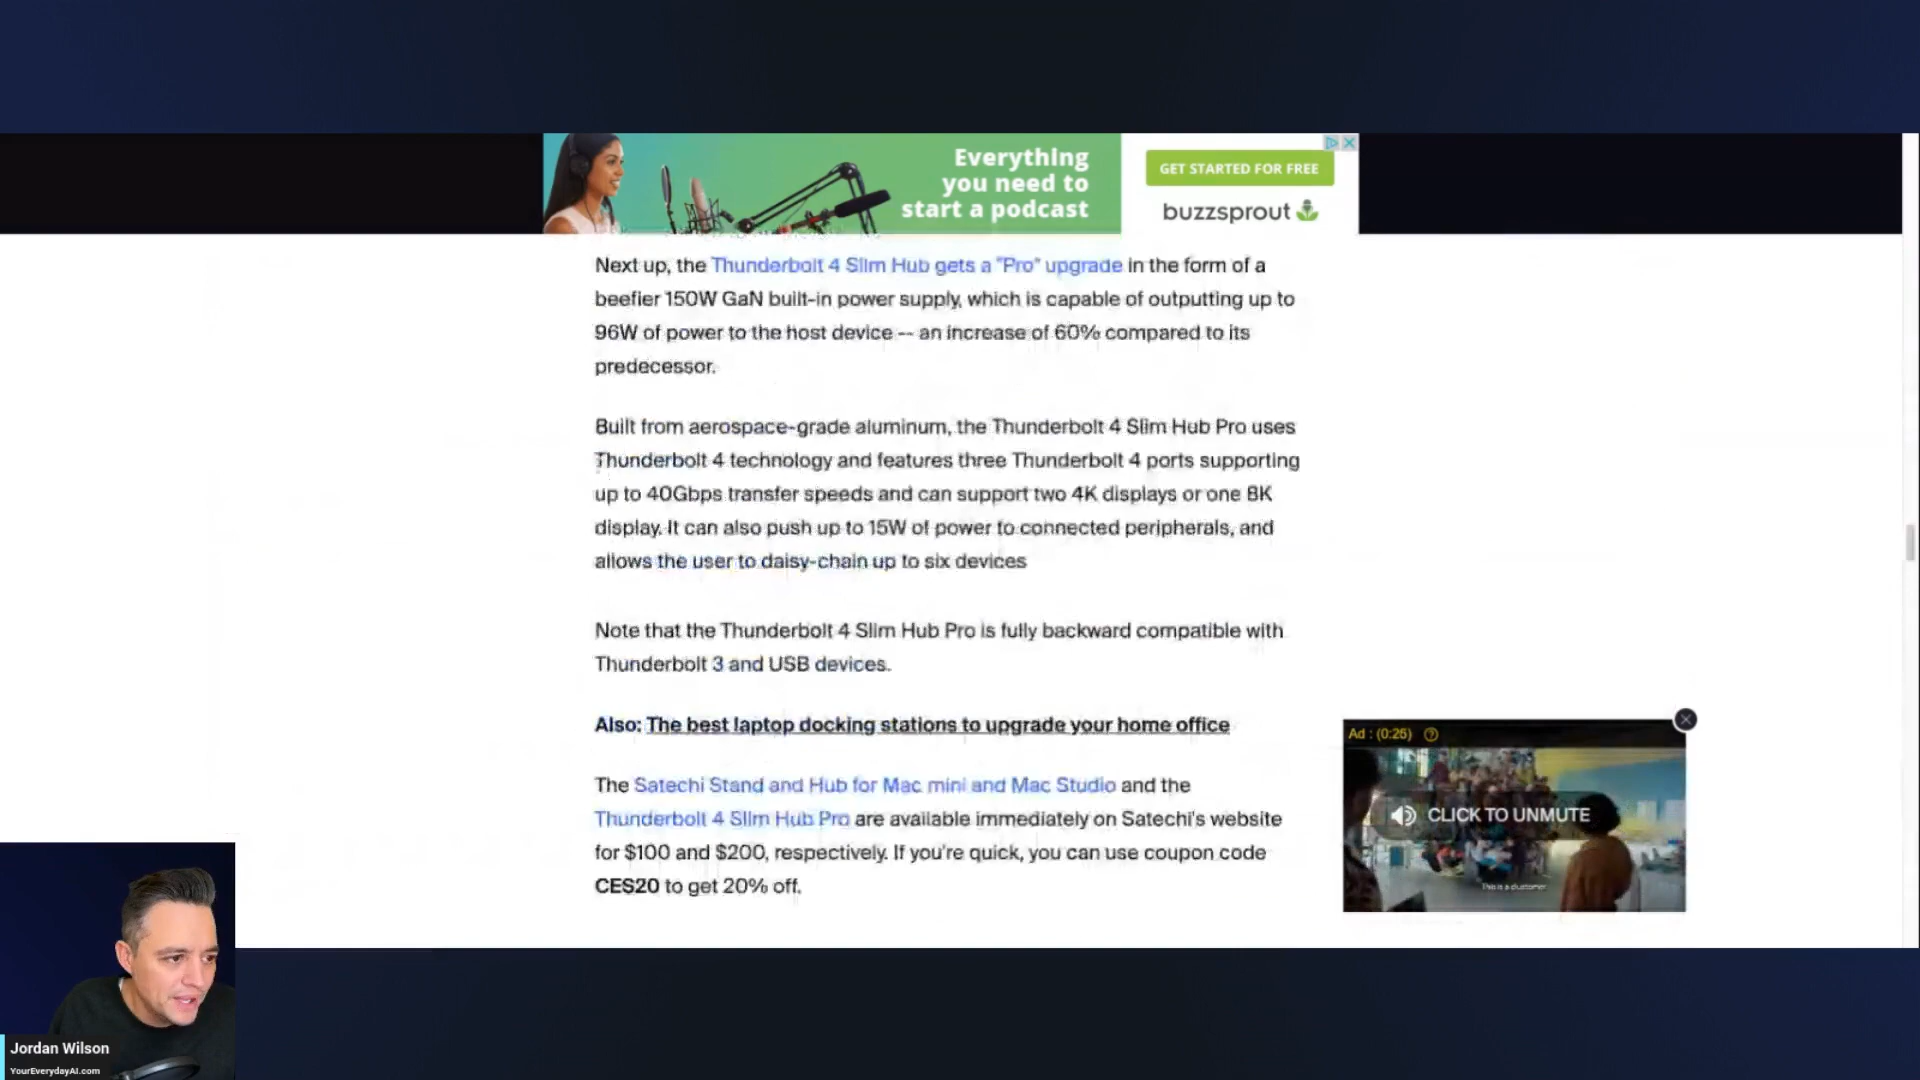 Everything
you need to
start a podcast
GET STARTED FOR FREE
buzzsprout
Next up, the Thunderbolt 4 Slim Hub gets a "Pro" upgrade in the form of a
beefier 150W GaN built-in power supply, which is capable of outputting up to
96W of power to the host device -- an increase of 60% compared to its
predecessor.
Built from aerospace-grade aluminum, the Thunderbolt 4 Slim Hub Pro uses
Thunderbolt 4 technology and features three Thunderbolt 4 ports supporting
up to 40Gbps transfer speeds and can support two 4K displays or one 8K
display. It can also push up to 15W of power to connected peripherals, and
allows the user to daisy-chain up to six devices
Note that the Thunderbolt 4 Slim Hub Pro is fully backward compatible with
Thunderbolt 3 and USB devices.
Also: The best laptop docking stations to upgrade your home office
The Satechi Stand and Hub for Mac mini and Mac Studio and the
Thunderbolt 4 Slim Hub Pro are available immediately on Satechi's website
for $100 and $200, respectively. If you're quick, you can use coupon code
CES20 to get 20% off.
Ad : (0:25)
CLICK TO UNMUTE
This is a customer
Jordan Wilson
YourEverydayAI.com